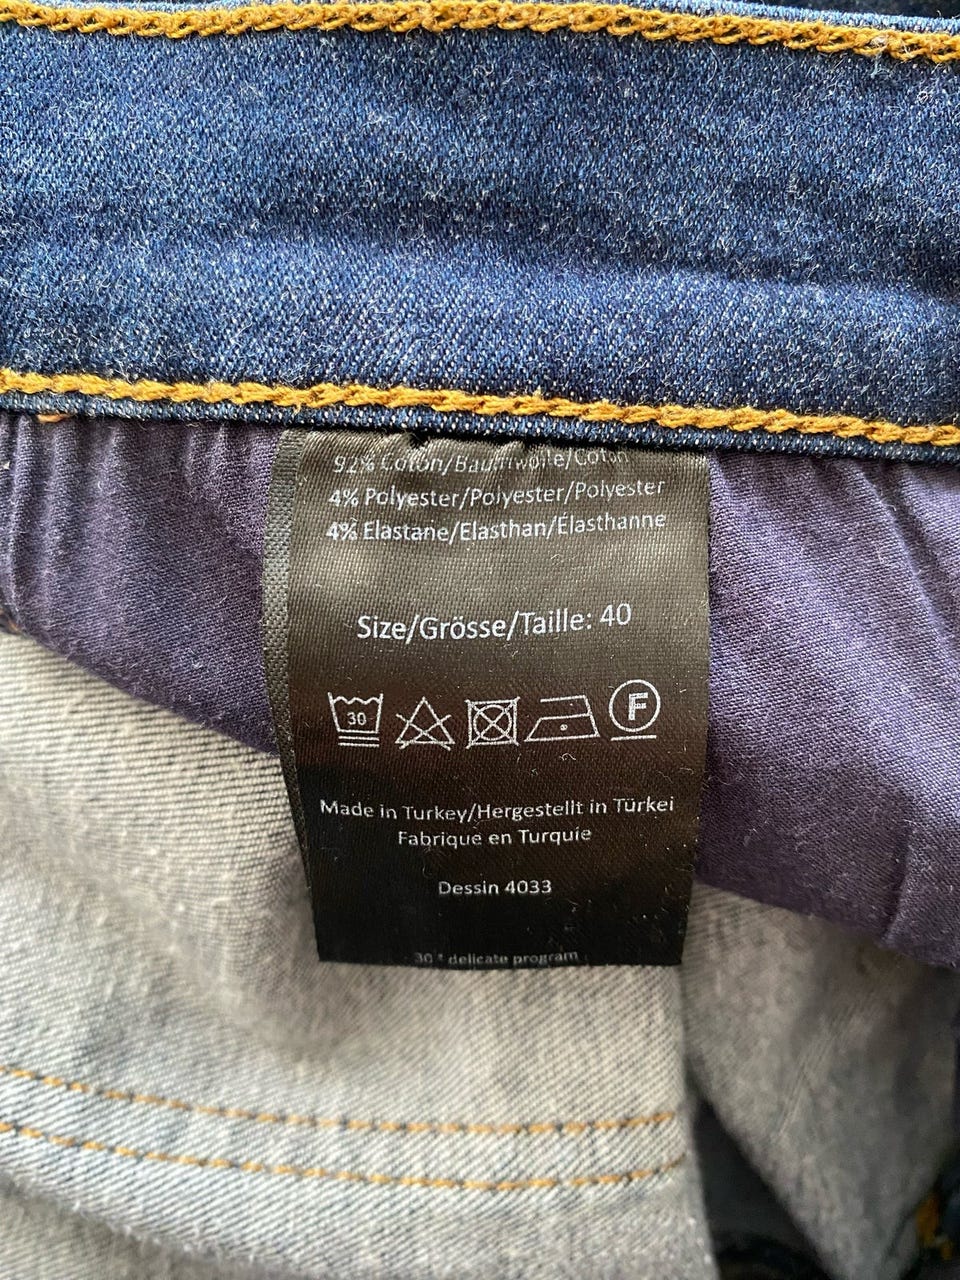 92% Coton/Baumwolle/Coton
4% Polyester/Polyester/Polyester
4% Elastane/Elasthan/Élasthanne
Size/Grösse/Taille: 40
30 F
Made in Turkey/Hergestellt in Türkei
Fabrique en Turquie
Dessin 4033
30 * delicate program